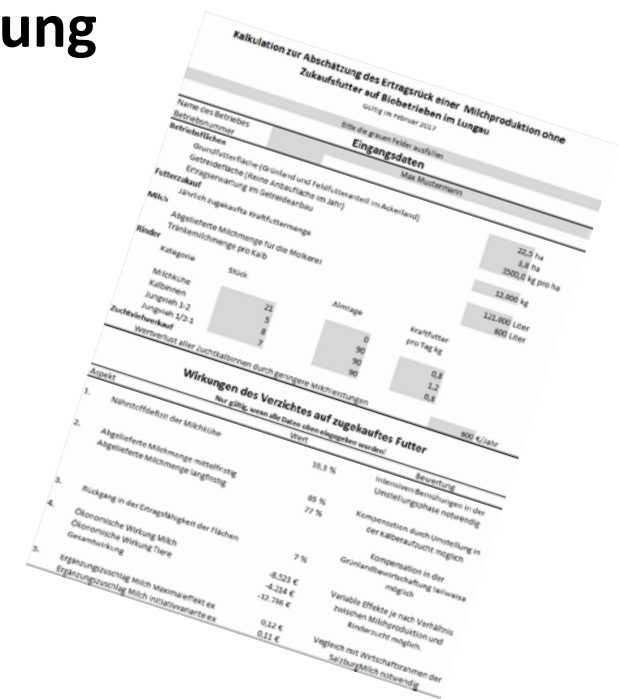 ung
Kalkulation zur Abschätzung des Ertragsrück einer Milchproduktion ohne
Zukaufsfutter auf Biobetrieben im Lungau
Gültig im Februar 2017
Bitte die grauen Felder ausfüllen
Eingangsdaten
Name des Betriebes Max Mustermann
Betriebsnummer
Betriebsflächen
Grundfutterfläche (Grünland und Feldfutteranteil im Ackerland) 22,5 ha
Getreidefläche (Reine Anbaufläche im Jahr) 3,8 ha
Ertragserwartung im Getreideanbau 3500,0 kg pro ha
Futterzukauf
Jährlich zugekaufte Kraftfuttermenge 12.000 kg
Milch
Abgelieferte Milchmenge für die Molkerei 121.000 Liter
Tränkemilchmenge pro Kalb 600 Liter
Rinder
Kategorie Stück Almtage Kraftfutter
pro Tag kg
Milchkühe 21 0
Kalbinnen 5 90 0,8
Jungvieh 1-2 8 90 1,2
Jungvieh 1/2-1 7 90 0,8
Zuchtviehverkauf
Wertverlust aller Zuchtkalbinnen durch geringere Milchleistungen 600 €/Jahr
Wirkungen des Verzichtes auf zugekauftes Futter
Nur gültig, wenn alle Daten oben eingegeben wurden!
Aspekt Wert Bewertung
1. Nährstoffdefizit der Milchkühe 10,3 % Intensiven Bemühungen in der
Umstellungsphase notwendig
2. Abgelieferte Milchmenge mittelfristig 85 % Kompensation durch Umstellung in
Abgelieferte Milchmenge langfristig 77 % der Kälberaufzucht möglich
3. Rückgang in der Ertragsfähigkeit der Flächen 7 % Kompensation in der
Grünlandbewirtschaftung teilweise
möglich
4. Ökonomische Wirkung Milch -8.523 € Variable Effekte je nach Verhältnis
Ökonomische Wirkung Tiere -4.214 € zwischen Milchproduktion und
Gesamtwirkung -12.736 € Rinderzucht möglich.
5. Ergänzungszuschlag Milch Maximaleffekt ex 0,12 € Vergleich mit Wirtschaftsrahmen der
Ergänzungszuschlag Milch Initiativvariante ex 0,11 € SalzburgMilch notwendig